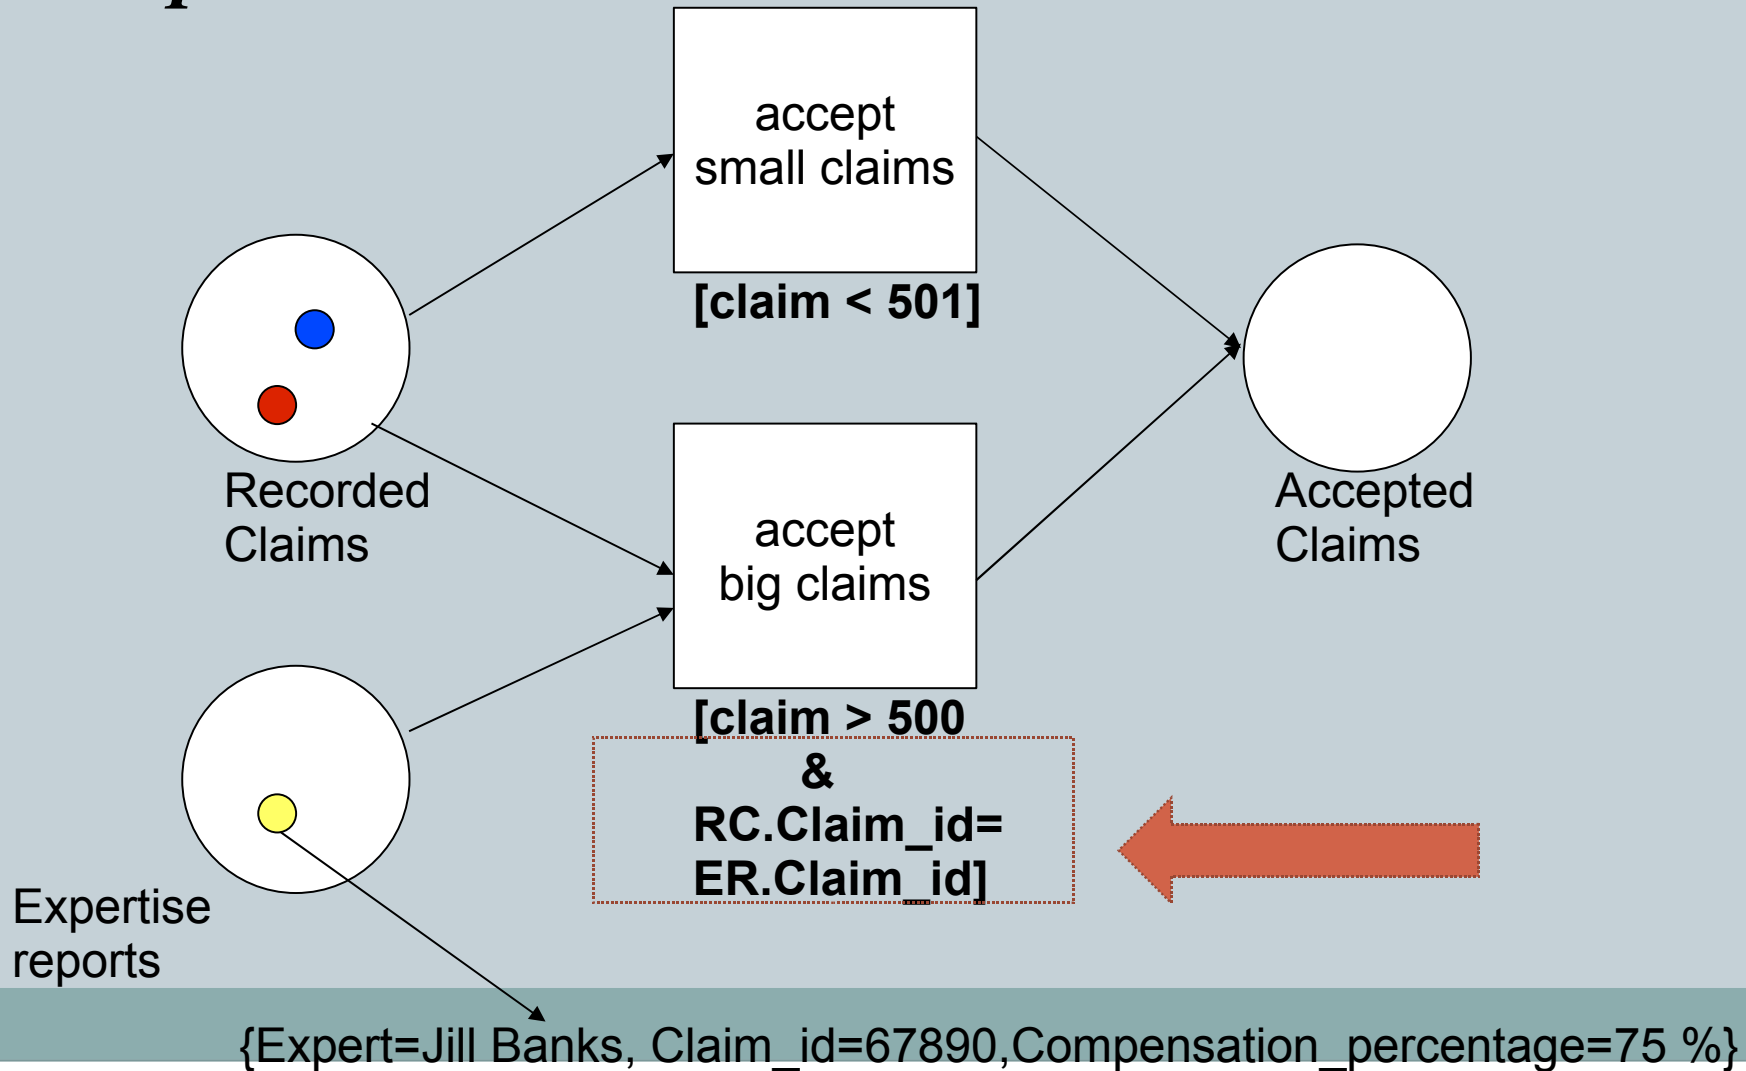 accept
small claims
[claim < 501]
Recorded
Claims
accept
big claims
Accepted
Claims
[claim > 500
&
RC.Claim_id=
ER.Claim_id]
Expertise
reports
{Expert=Jill Banks, Claim_id=67890,Compensation_percentage=75 %}